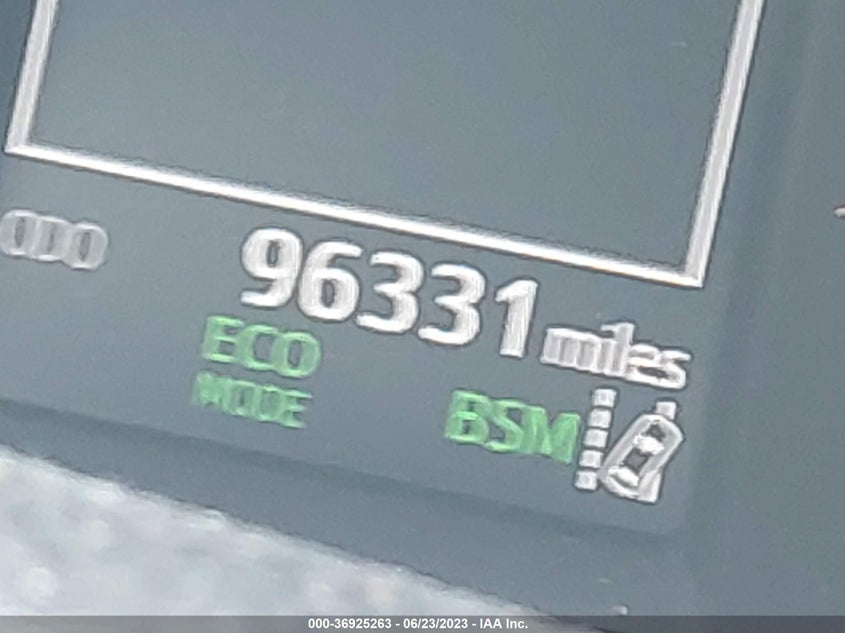 ODO 96331 miles
ECO
MODE BSM
000-36925263 - 06/23/2023 - IAA Inc.